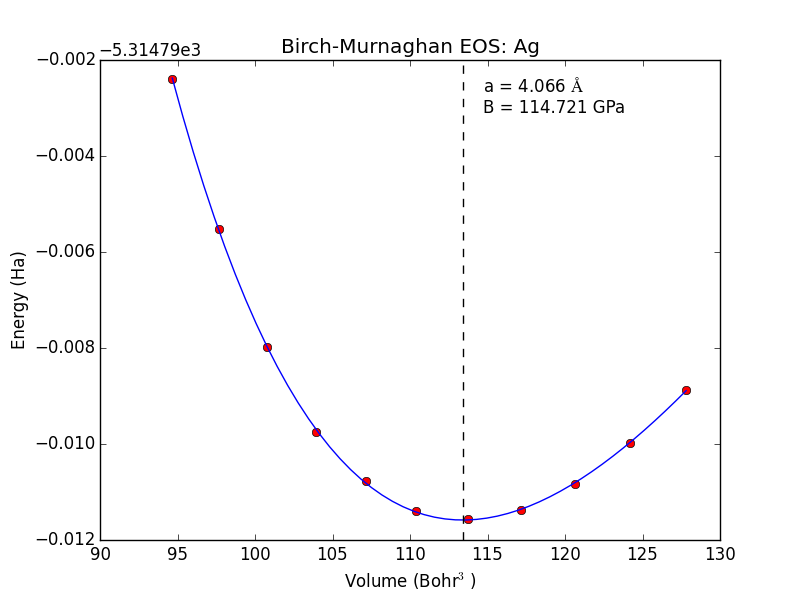 −5.31479e3
Birch-Murnaghan EOS: Ag
a = 4.066 Å
B = 114.721 GPa
−0.002
−0.004
−0.006
−0.008
−0.010
−0.012
Energy (Ha)
90 95 100 105 110 115 120 125 130
Volume (Bohr³ )